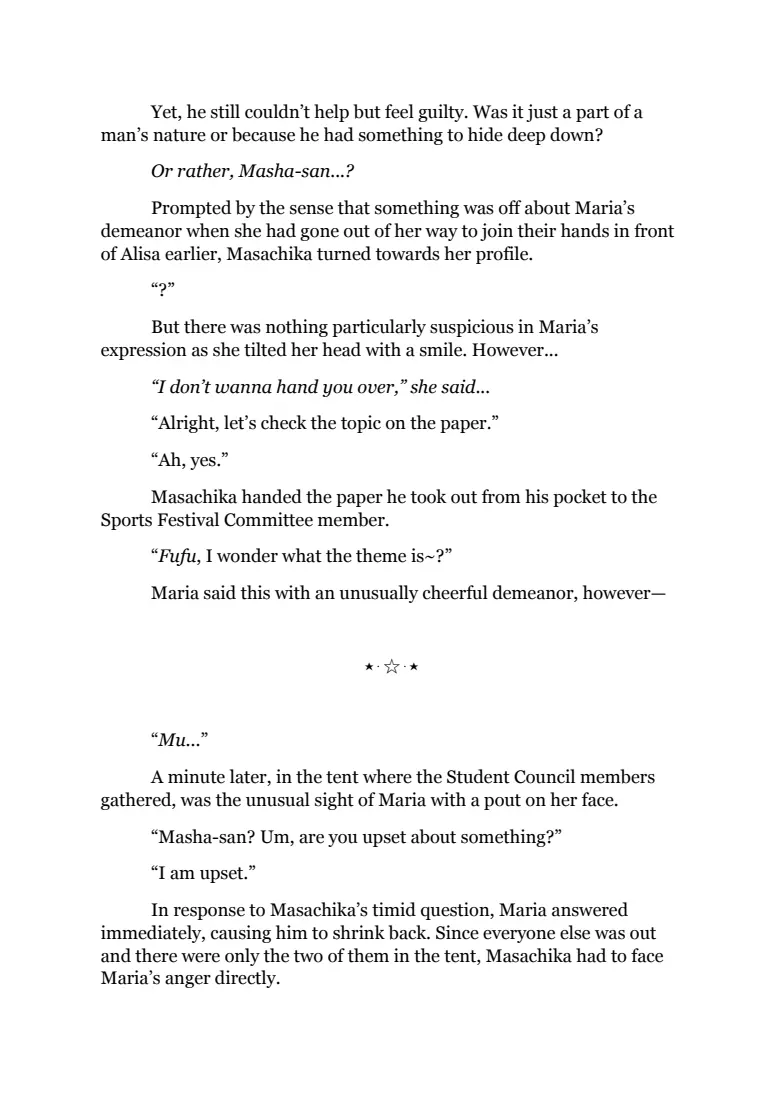 Yet, he still couldn’t help but feel guilty. Was it just a part of a
man’s nature or because he had something to hide deep down?
Or rather, Masha-san...?
Prompted by the sense that something was off about Maria’s
demeanor when she had gone out of her way to join their hands in front
of Alisa earlier, Masachika turned towards her profile.
“?”
But there was nothing particularly suspicious in Maria’s
expression as she tilted her head with a smile. However...
“I don’t wanna hand you over,” she said...
“Alright, let’s check the topic on the paper.”
“Ah, yes.”
Masachika handed the paper he took out from his pocket to the
Sports Festival Committee member.
“Fufu, I wonder what the theme is~?”
Maria said this with an unusually cheerful demeanor, however—
★ · ☆ · ★
“Mu...”
A minute later, in the tent where the Student Council members
gathered, was the unusual sight of Maria with a pout on her face.
“Masha-san? Um, are you upset about something?”
“I am upset.”
In response to Masachika’s timid question, Maria answered
immediately, causing him to shrink back. Since everyone else was out
and there were only the two of them in the tent, Masachika had to face
Maria’s anger directly.